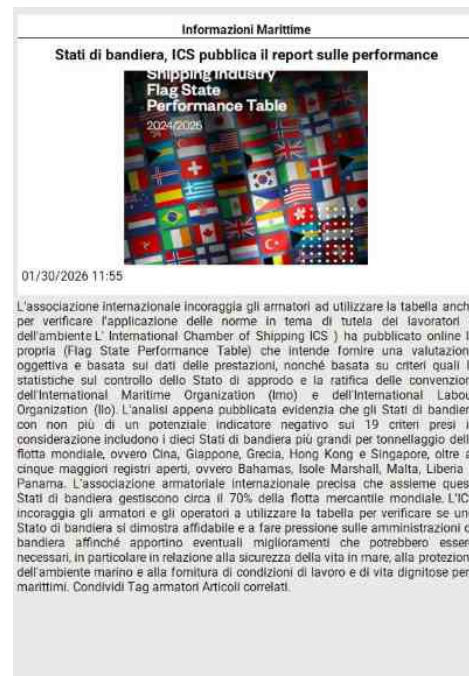 Informazioni Marittime
Stati di bandiera, ICS pubblica il report sulle performance
Shipping Industry
Flag State
Performance Table
2024/2025
01/30/2026 11:55
L'associazione internazionale incoraggia gli armatori ad utilizzare la tabella anch
per verificare l'applicazione delle norme in tema di tutela dei lavoratori
dell'ambiente L' International Chamber of Shipping ICS ) ha pubblicato online l
propria (Flag State Performance Table) che intende fornire una valutazion
oggettiva e basata sui dati delle prestazioni, nonché basata su criteri quali l
statistiche sul controllo dello Stato di approdo e la ratifica delle convenzion
dell'International Maritime Organization (Imo) e dell'International Labou
Organization (Ilo). L'analisi appena pubblicata evidenzia che gli Stati di bandier
con non più di un potenziale indicatore negativo sui 19 criteri presi i
considerazione includono i dieci Stati di bandiera più grandi per tonnellaggio dell
flotta mondiale, ovvero Cina, Giappone, Grecia, Hong Kong e Singapore, oltre a
cinque maggiori registri aperti, ovvero Bahamas, Isole Marshall, Malta, Liberia
Panama. L'associazione armatoriale internazionale precisa che assieme ques
Stati di bandiera gestiscono circa il 70% della flotta mercantile mondiale. L'IC
incoraggia gli armatori e gli operatori a utilizzare la tabella per verificare se un
Stato di bandiera si dimostra affidabile e a fare pressione sulle amministrazioni d
bandiera affinché apportino eventuali miglioramenti che potrebbero esser
necessari, in particolare in relazione alla sicurezza della vita in mare, alla protezion
dell'ambiente marino e alla fornitura di condizioni di lavoro e di vita dignitose per
marittimi. Condividi Tag armatori Articoli correlati.